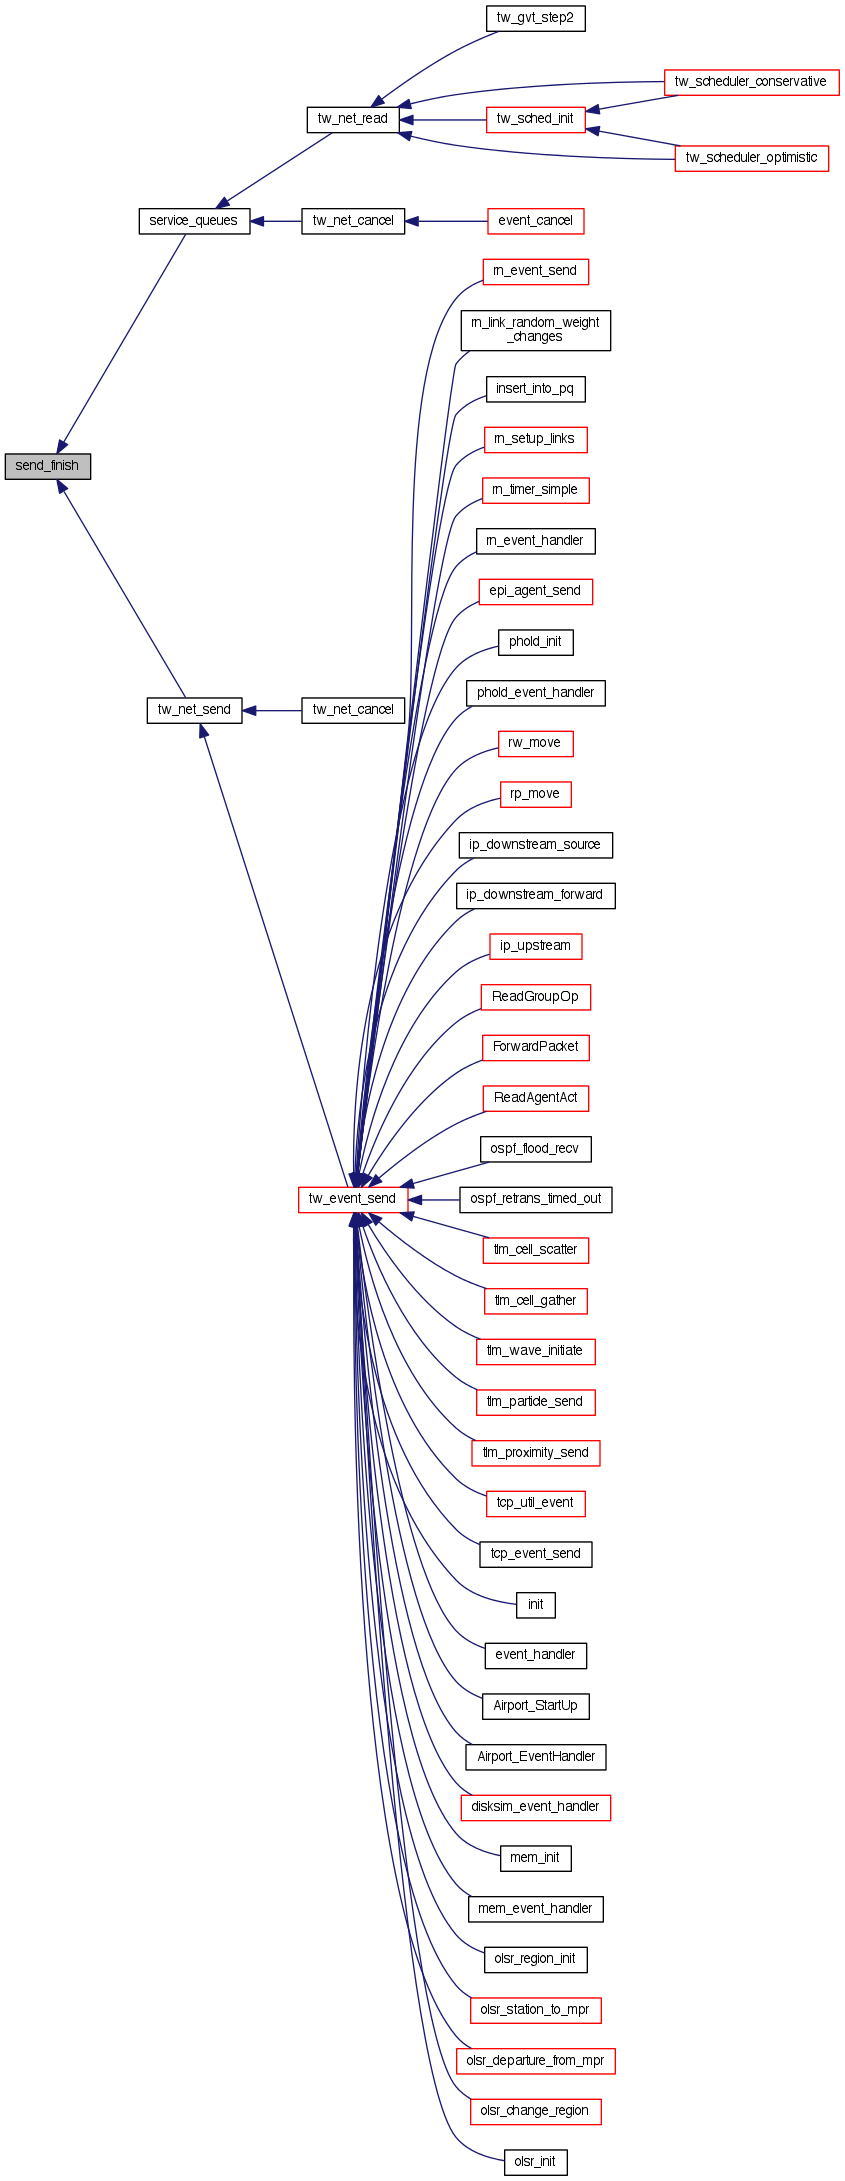 tw_gvt_step2
tw_scheduler_conservative
tw_net_read
tw_sched_init
tw_scheduler_optimistic
service_queues
tw_net_cancel
event_cancel
rn_event_send
rn_link_random_weight
_changes
insert_into_pq
rn_setup_links
send_finish
rn_timer_simple
rn_event_handler
epi_agent_send
phold_init
phold_event_handler
tw_net_send
tw_net_cancel
rw_move
rp_move
ip_downstream_source
ip_downstream_forward
ip_upstream
ReadGroupOp
ForwardPacket
ReadAgentAct
ospf_flood_recv
tw_event_send
ospf_retrans_timed_out
tlm_cell_scatter
tlm_cell_gather
tlm_wave_initiate
tlm_particle_send
tlm_proximity_send
tcp_util_event
tcp_event_send
init
event_handler
Airport_StartUp
Airport_EventHandler
disksim_event_handler
mem_init
mem_event_handler
olsr_region_init
olsr_station_to_mpr
olsr_departure_from_mpr
olsr_change_region
olsr_init